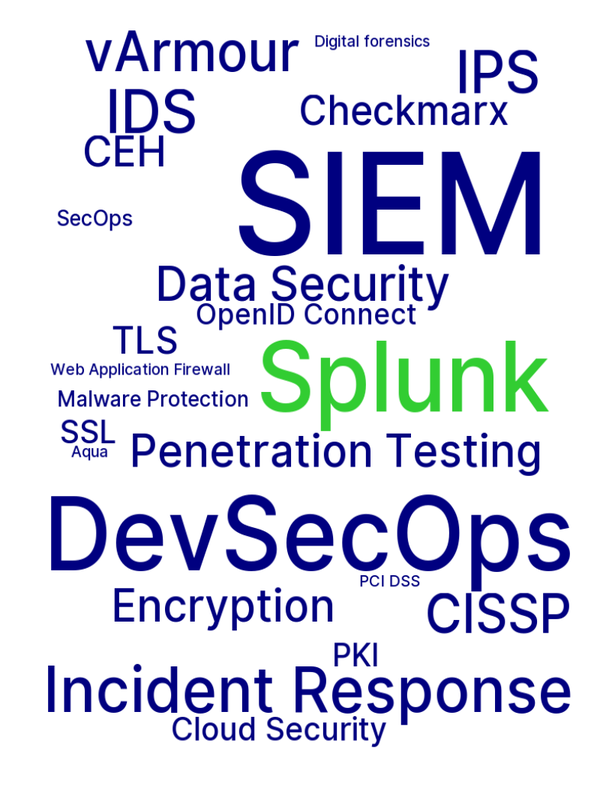 vArmour
Digital forensics
IPS
IDS
Checkmarx
CEH
SIEM
SecOps
Data Security
OpenID Connect
TLS
Web Application Firewall
Splunk
Malware Protection
SSL
Aqua
Penetration Testing
DevSecOps
PCI DSS
Encryption
CISSP
PKI
Incident Response
Cloud Security